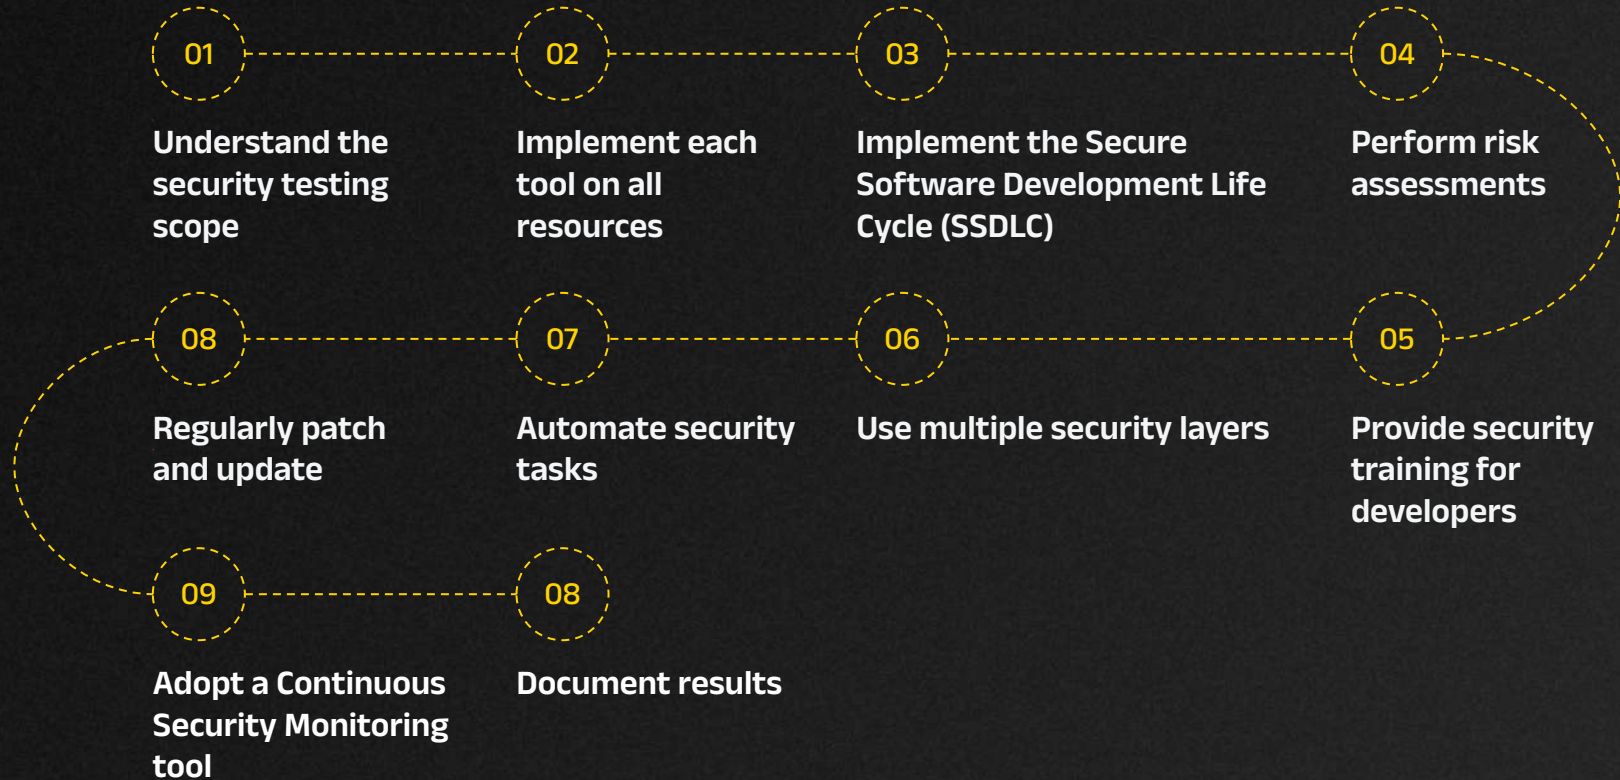 01
Understand the
security testing
scope
02
Implement each
tool on all
resources
03
Implement the Secure
Software Development Life
Cycle (SSDLC)
04
Perform risk
assessments
05
Provide security
training for
developers
06
Use multiple security layers
07
Automate security
tasks
08
Regularly patch
and update
09
Adopt a Continuous
Security Monitoring
tool
08
Document results